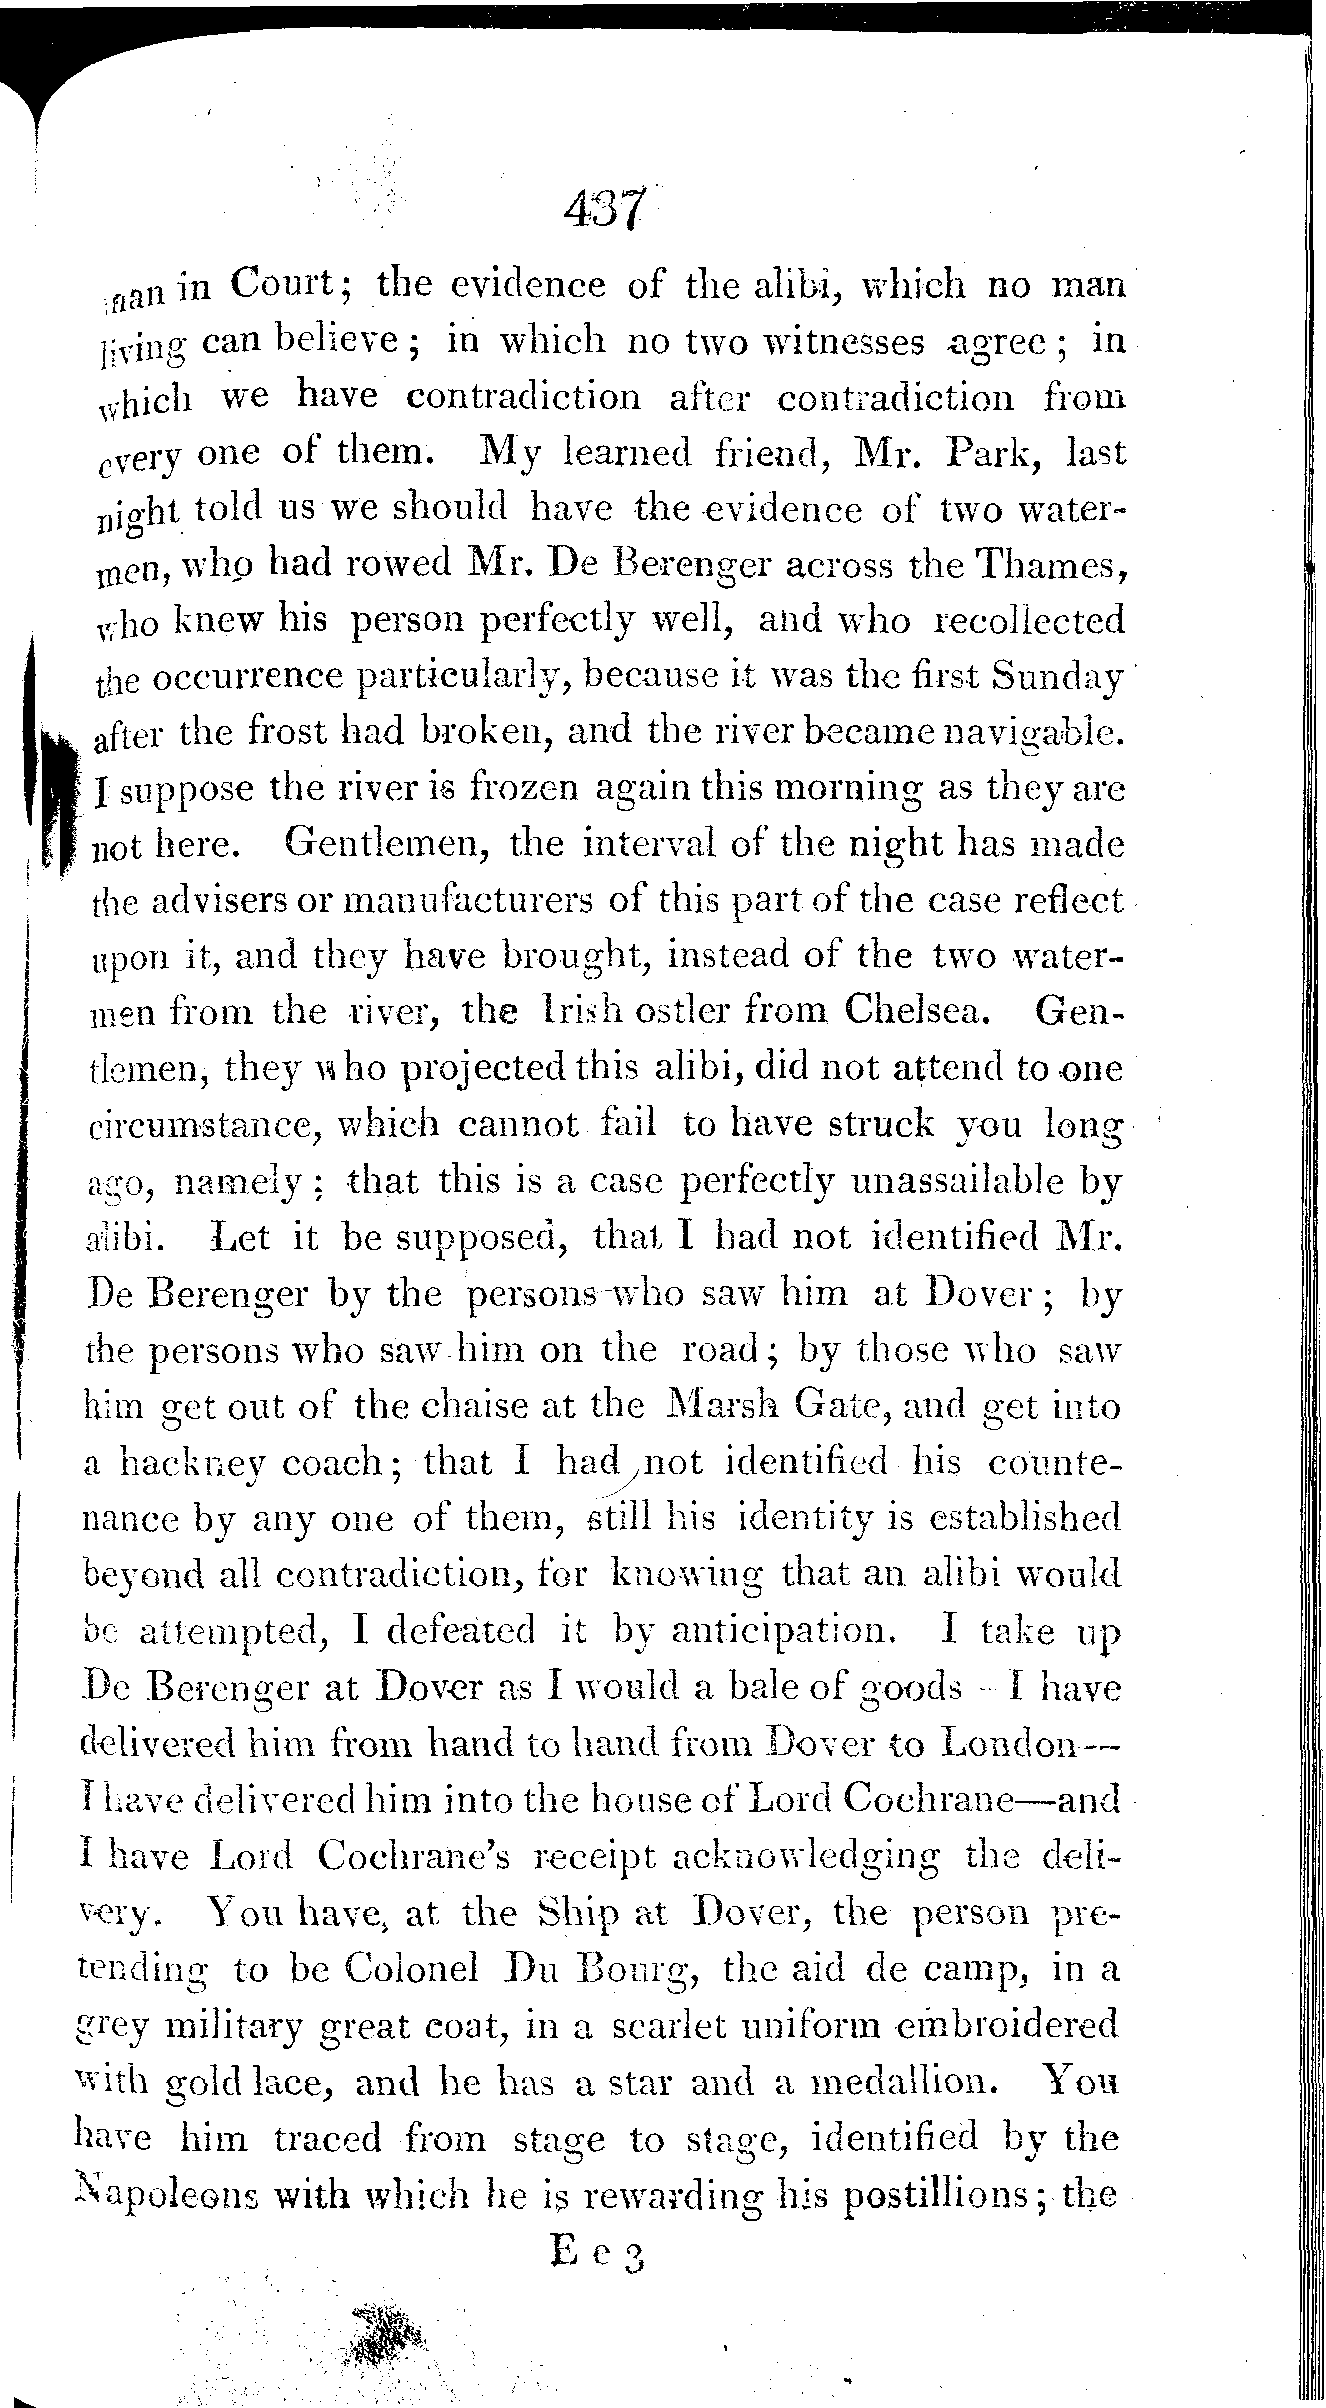 437
man in Court; the evidence of the alibi, which no man
living can believe; in which no two witnesses agree; in
which we have contradiction after contradiction from
every one of them. My learned friend, Mr. Park, last
night told us we should have the evidence of two water-
men, who had rowed Mr. De Berenger across the Thames,
who knew his person perfectly well, and who recollected
the occurrence particularly, because it was the first Sunday
after the frost had broken, and the river became navigable.
I suppose the river is frozen again this morning as they are
not here. Gentlemen, the interval of the night has made
the advisers or manufacturers of this part of the case reflect
upon it, and they have brought, instead of the two water-
men from the river, the Irish ostler from Chelsea. Gen-
tlemen, they who projected this alibi, did not attend to one
circumstance, which cannot fail to have struck you long
ago, namely; that this is a case perfectly unassailable by
alibi. Let it be supposed, that I had not identified Mr.
De Berenger by the persons who saw him at Dover; by
the persons who saw him on the road; by those who saw
him get out of the chaise at the Marsh Gate, and get into
a hackney coach; that I had not identified his counte-
nance by any one of them, still his identity is established
beyond all contradiction, for knowing that an alibi would
be attempted, I defeated it by anticipation. I take up
De Berenger at Dover as I would a bale of goods - I have
delivered him from hand to hand from Dover to London—
I have delivered him into the house of Lord Cochrane—and
I have Lord Cochrane's receipt acknowledging the deli-
very. You have, at the Ship at Dover, the person pre-
tending to be Colonel Du Bourg, the aid de camp, in a
grey military great coat, in a scarlet uniform embroidered
with gold lace, and he has a star and a medallion. You
have him traced from stage to stage, identified by the
Napoleons with which he is rewarding his postillions; the
E e 3